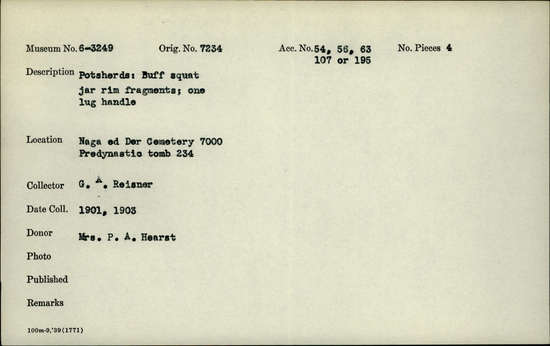 Museum No. 6-3249 Orig. No. 7234 Acc. No. 54, 56, 63 No. Pieces 4
107 or 195
Description Potsherds: Buff squat
jar rim fragments; one
lug handle
Location Naga ed Der Cemetery 7000
Predynastic tomb 234
Collector G. A. Reisner
Date Coll. 1901, 1903
Donor Mrs. P. A. Hearst
Photo
Published
Remarks
100m-9,'39(1771)